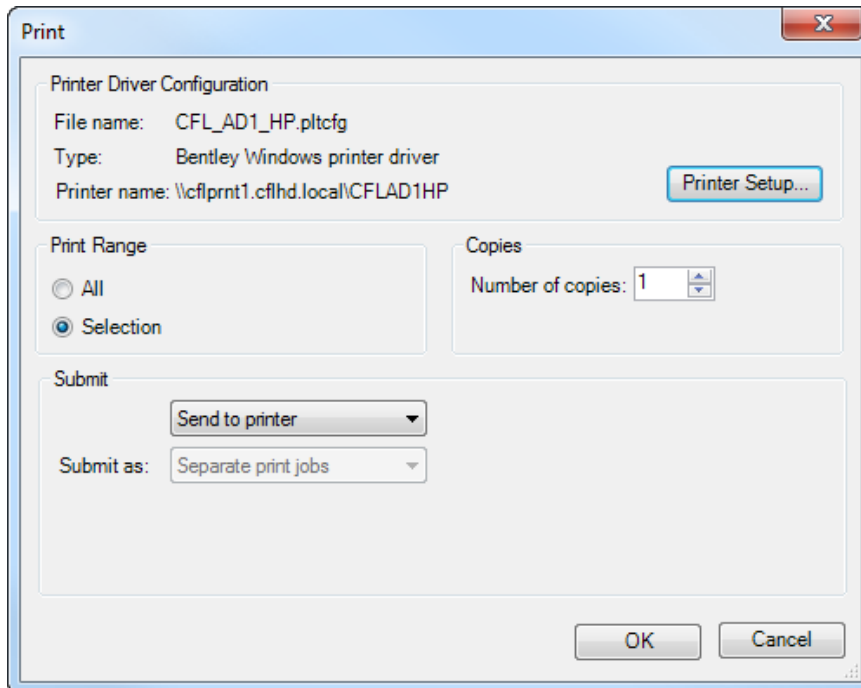 Print
Printer Driver Configuration
File name: CFL_AD1_HP.pltcfg
Type: Bentley Windows printer driver
Printer name: \\cflprnt1.cflhd.local\CFLAD1HP
Printer Setup...
Print Range
All
Selection
Copies
Number of copies: 1
Submit
Send to printer
Submit as: Separate print jobs
OK
Cancel